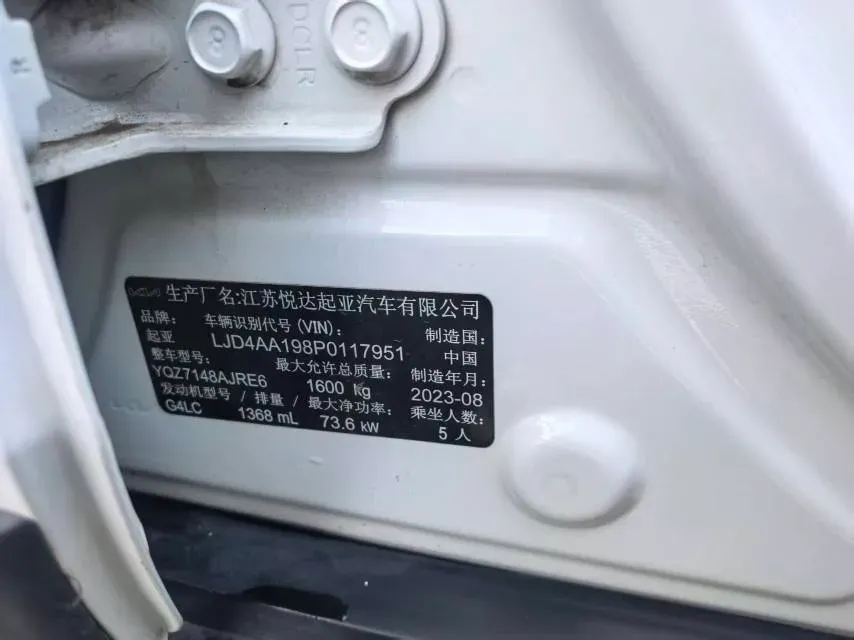 DCLR
8
8
生产厂名:江苏悦达起亚汽车有限公司
品牌: 车辆识别代号(VIN): 制造国:
起亚 LJD4AA198P0117951 中国
整车型号: 最大允许总质量: 制造年月:
YQZ7148AJRE6 1600 kg 2023-08
发动机型号 / 排量 / 最大净功率: 乘坐人数:
G4LC 1368 mL 73.6 kW 5 人